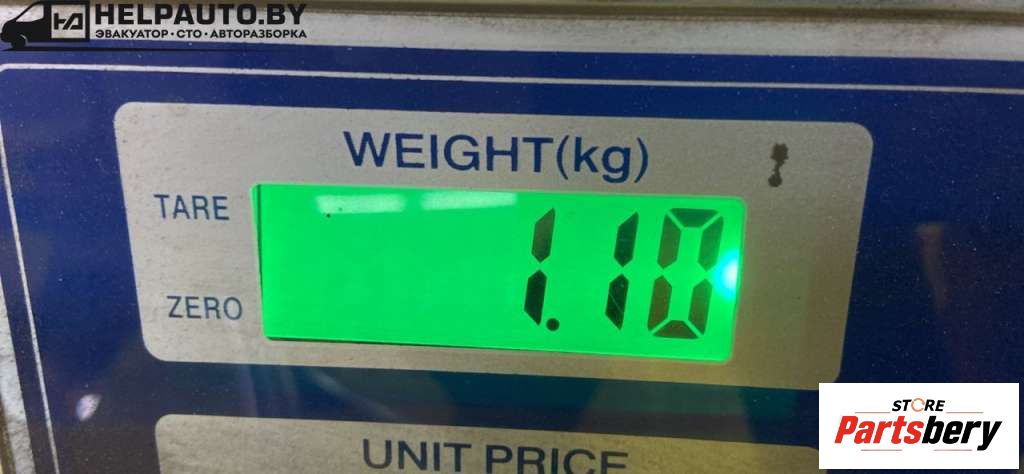 HELPAUTO.BY
ЭВАКУАТОР · СТО · АВТОРАЗБОРКА
WEIGHT(kg)
TARE
1.10
ZERO
UNIT PRICE
STORE
Partsbery